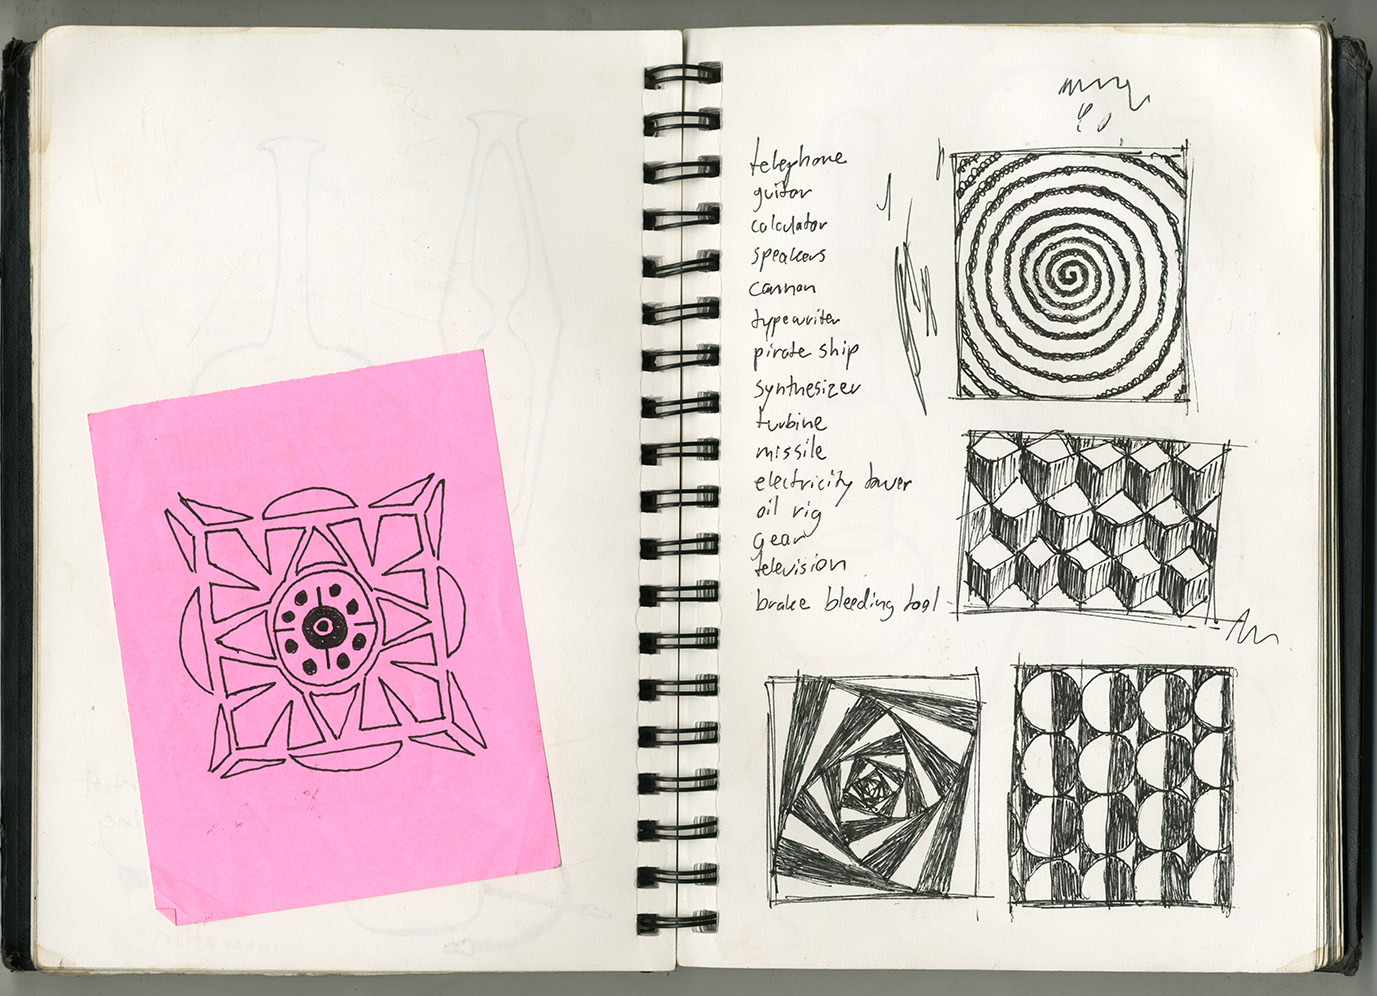 telephone
guitar
calculator
speakers
cannon
typewriter
pirate ship
synthesizer
turbine
missile
electricity tower
oil rig
gear
television
brake bleeding tool